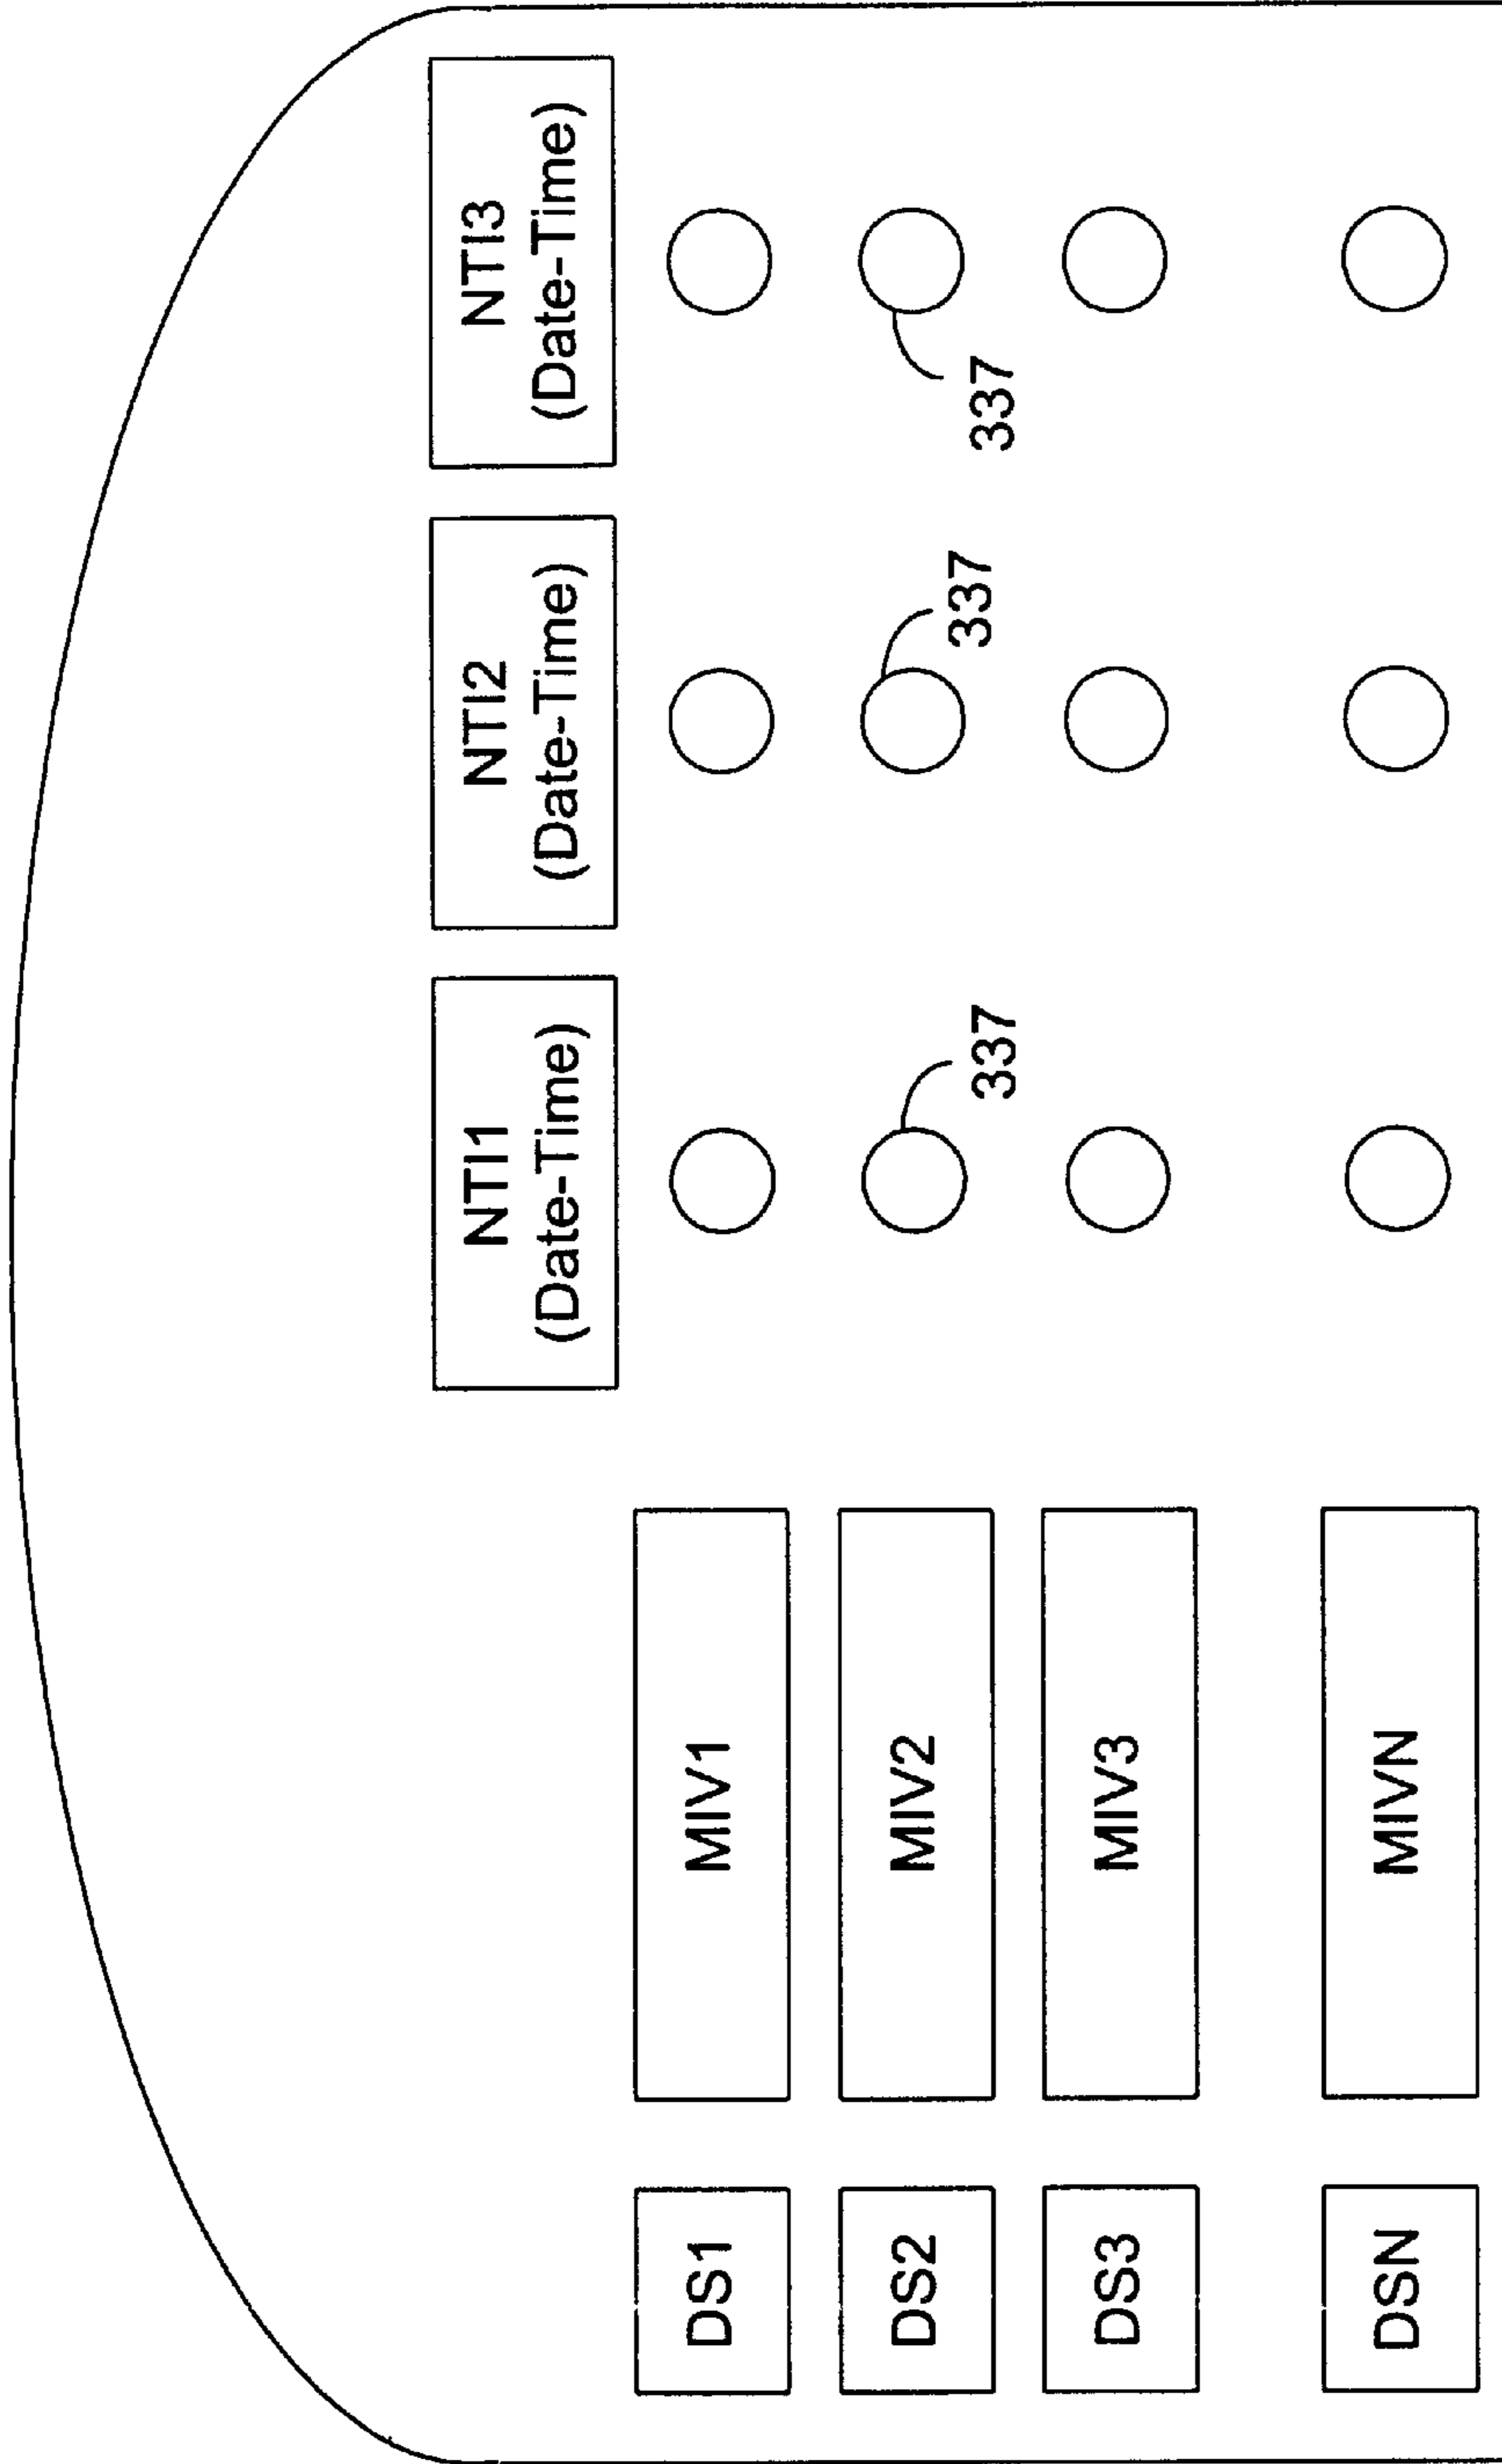 NTI1
(Date-Time)
NTI2
(Date-Time)
NTI3
(Date-Time)
DS1
MIV1
DS2
MIV2
337
337
337
DS3
MIV3
DSN
MIVN